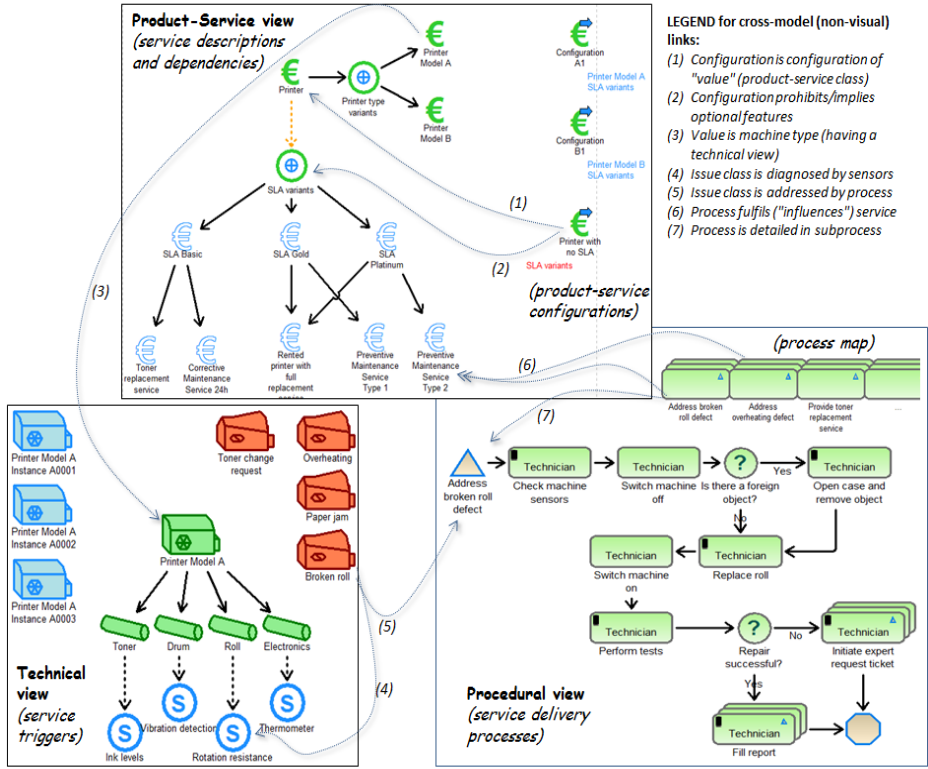 Product-Service view
(service descriptions
and dependencies)
Printer
Printer type
variants
Printer
Model A
Printer
Model B
SLA variants
SLA Basic
SLA Gold
SLA
Platinum
Toner
replacement
service
Corrective
Maintenance
Service 24h
Rented
printer with
full
replacement
Preventive
Maintenance
Service
Type 1
Preventive
Maintenance
Service
Type 2
Configuration
A1
Printer Model A
SLA variants
Configuration
B1
Printer Model B
SLA variants
Printer with
no SLA
SLA variants
(product-service
configurations)
(1)
(2)
(3)
(6)
LEGEND for cross-model (non-visual)
links:
(1) Configuration is configuration of
"value" (product-service class)
(2) Configuration prohibits/implies
optional features
(3) Value is machine type (having a
technical view)
(4) Issue class is diagnosed by sensors
(5) Issue class is addressed by process
(6) Process fulfils ("influences") service
(7) Process is detailed in subprocess
(process map)
Address broken
roll defect
Address
overheating defect
Provide toner
replacement
service
...
(7)
Printer Model A
Instance A0001
Printer Model A
Instance A0002
Printer Model A
Instance A0003
Toner change
request
Overheating
Paper jam
Broken roll
Printer Model A
Toner
Drum
Roll
Electronics
S
S
S
S
Ink levels
Vibration detection
Rotation resistance
Thermometer
Technical
view
(service
triggers)
(5)
(4)
Address
broken roll
defect
Technician
Check machine
sensors
Technician
Switch machine
off
?
Is there a foreign
object?
Yes
No
Technician
Open case and
remove object
Technician
Replace roll
Technician
Switch machine
on
Technician
Perform tests
?
Repair
successful?
No
Yes
Technician
Initiate expert
request ticket
Technician
Fill report
Procedural view
(service delivery
processes)